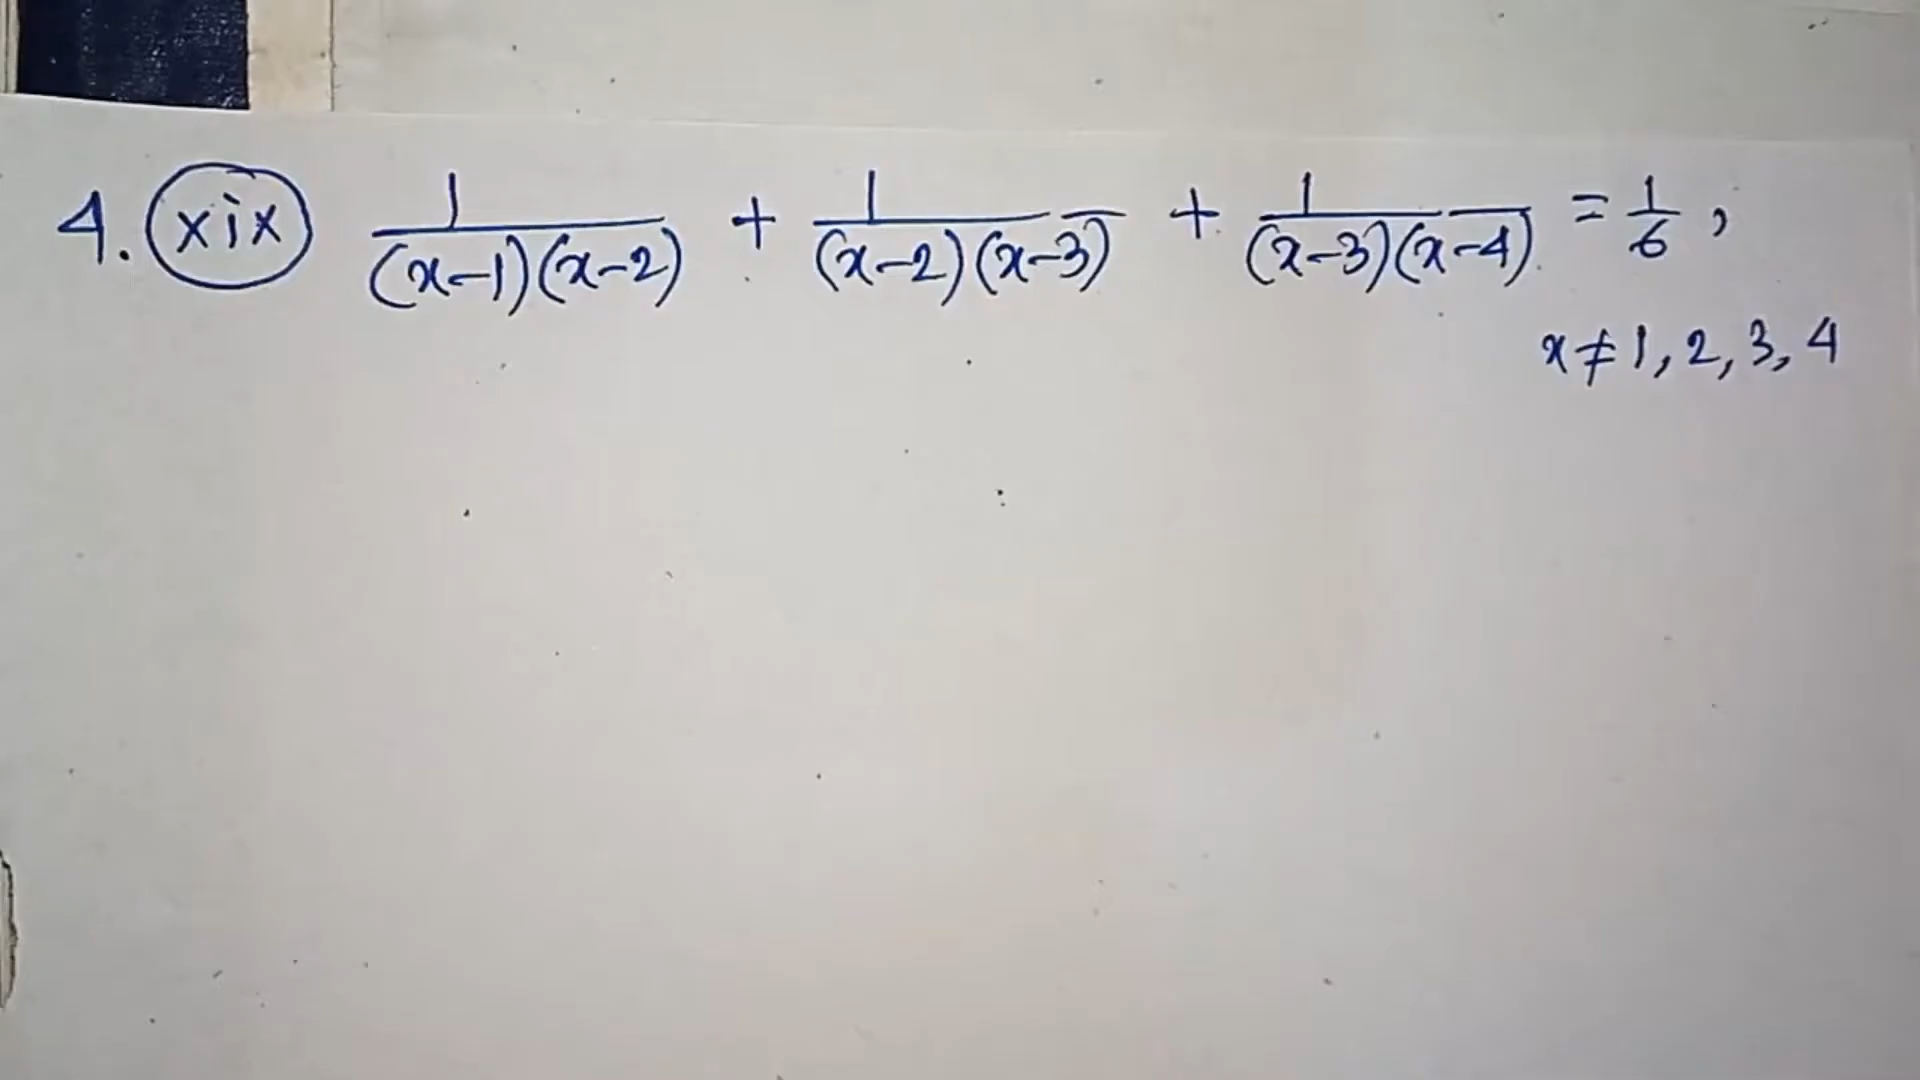 4. (xix) 1/((x-1)(x-2)) + 1/((x-2)(x-3)) + 1/((x-3)(x-4)) = 1/6 ,
x ≠ 1, 2, 3, 4